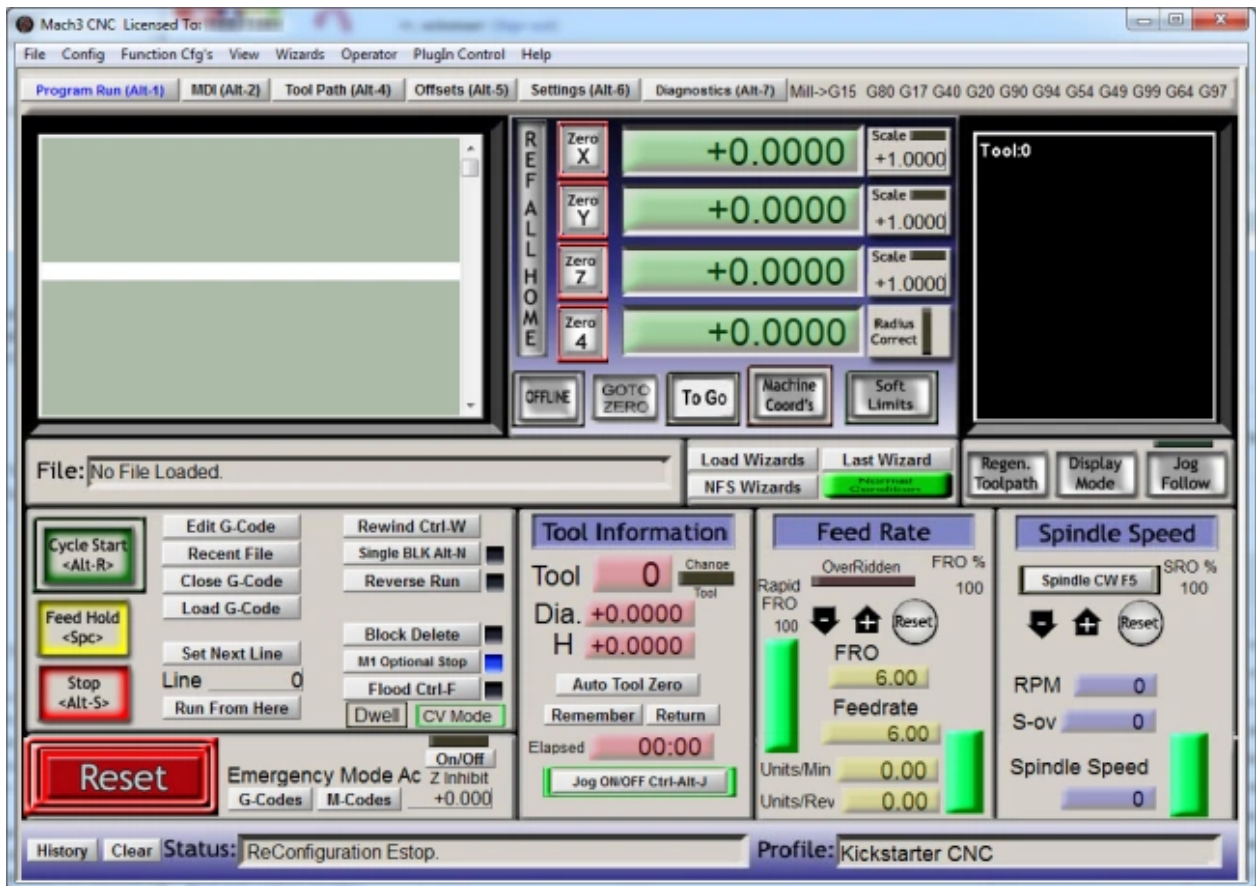 Mach3 CNC Licensed To:
File Config Function Cfg's View Wizards Operator PlugIn Control Help
Program Run (Alt-1) MDI (Alt-2) Tool Path (Alt-4) Offsets (Alt-5) Settings (Alt-6) Diagnostics (Alt-7) Mill->G15 G80 G17 G40 G20 G90 G94 G54 G49 G99 G64 G97
REF ALL HOME
Zero X +0.0000 Scale +1.0000
Zero Y +0.0000 Scale +1.0000
Zero Z +0.0000 Scale +1.0000
Zero 4 +0.0000 Radius Correct
OFFLINE GOTO ZERO To Go Machine Coord's Soft Limits
Tool:0
File: No File Loaded.
Load Wizards Last Wizard
NFS Wizards Normal Condition
Regen. Toolpath Display Mode Jog Follow
Cycle Start <Alt-R>
Feed Hold <Spc>
Stop <Alt-S>
Edit G-Code
Recent File
Close G-Code
Load G-Code
Set Next Line
Line 0
Run From Here
Rewind Ctrl-W
Single BLK Alt-N
Reverse Run
Block Delete
M1 Optional Stop
Flood Ctrl-F
Dwell CV Mode
Reset
Emergency Mode Ac
G-Codes M-Codes
On/Off
Z Inhibit
+0.000
Tool Information
Tool 0 Change Tool
Dia. +0.0000
H +0.0000
Auto Tool Zero
Remember Return
Elapsed 00:00
Jog ON/OFF Ctrl-Alt-J
Feed Rate
OverRidden FRO %
100
Rapid FRO
100
Reset
FRO
6.00
Feedrate
6.00
Units/Min 0.00
Units/Rev 0.00
Spindle Speed
Spindle CW F5 SRO %
100
Reset
RPM 0
S-ov 0
Spindle Speed
0
History Clear Status: ReConfiguration Estop.
Profile: Kickstarter CNC